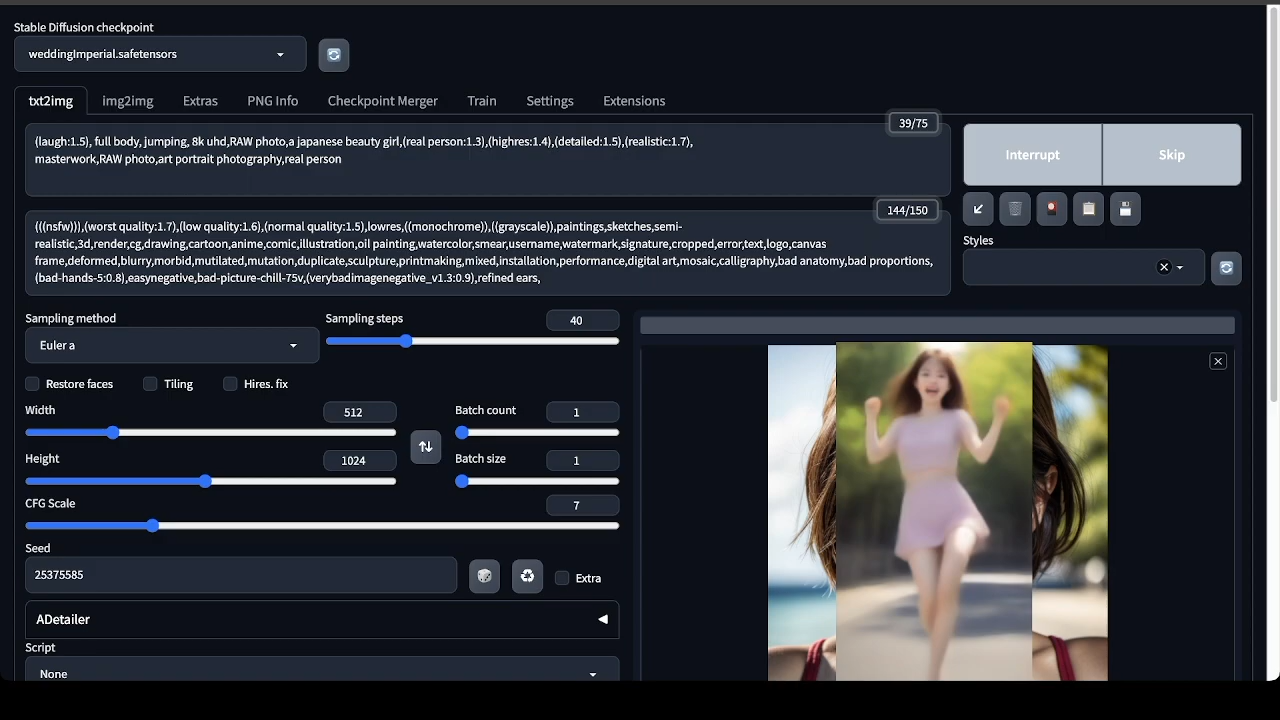 Stable Diffusion checkpoint
weddingImperial.safetensors
txt2img img2img Extras PNG Info Checkpoint Merger Train Settings Extensions
39/75
(laugh:1.5), full body, jumping, 8k uhd,RAW photo,a japanese beauty girl,(real person:1.3),(highres:1.4),(detailed:1.5),(realistic:1.7),
masterwork,RAW photo,art portrait photography,real person
Interrupt Skip
144/150
(((nsfw))),(worst quality:1.7),(low quality:1.6),(normal quality:1.5),lowres,((monochrome)),((grayscale)),paintings,sketches,semi-
realistic,3d,render,cg,drawing,cartoon,anime,comic,illustration,oil painting,watercolor,smear,username,watermark,signature,cropped,error,text,logo,canvas
frame,deformed,blurry,morbid,mutilated,mutation,duplicate,sculpture,printmaking,mixed,installation,performance,digital art,mosaic,calligraphy,bad anatomy,bad proportions,
(bad-hands-5:0.8),easynegative,bad-picture-chill-75v,(verybadimagenegative_v1.3:0.9),refined ears,
Styles
Sampling method
Euler a
Sampling steps 40
Restore faces Tiling Hires. fix
Width 512
Batch count 1
Height 1024
Batch size 1
CFG Scale 7
Seed
25375585
Extra
ADetailer
Script
None